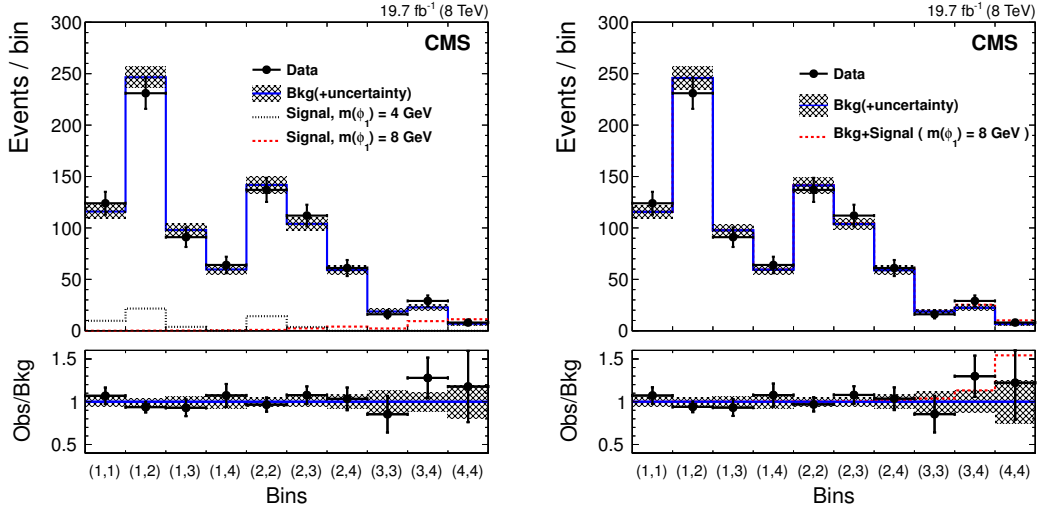 19.7 fb⁻¹ (8 TeV)
CMS
Events / bin
300
250
200
150
100
50
0
Data
Bkg(+uncertainty)
Signal, m(ϕ₁) = 4 GeV
Signal, m(ϕ₁) = 8 GeV
Obs/Bkg
1.5
1
0.5
(1,1) (1,2) (1,3) (1,4) (2,2) (2,3) (2,4) (3,3) (3,4) (4,4)
Bins
19.7 fb⁻¹ (8 TeV)
CMS
Events / bin
300
250
200
150
100
50
0
Data
Bkg(+uncertainty)
Bkg+Signal ( m(ϕ₁) = 8 GeV )
Obs/Bkg
1.5
1
0.5
(1,1) (1,2) (1,3) (1,4) (2,2) (2,3) (2,4) (3,3) (3,4) (4,4)
Bins